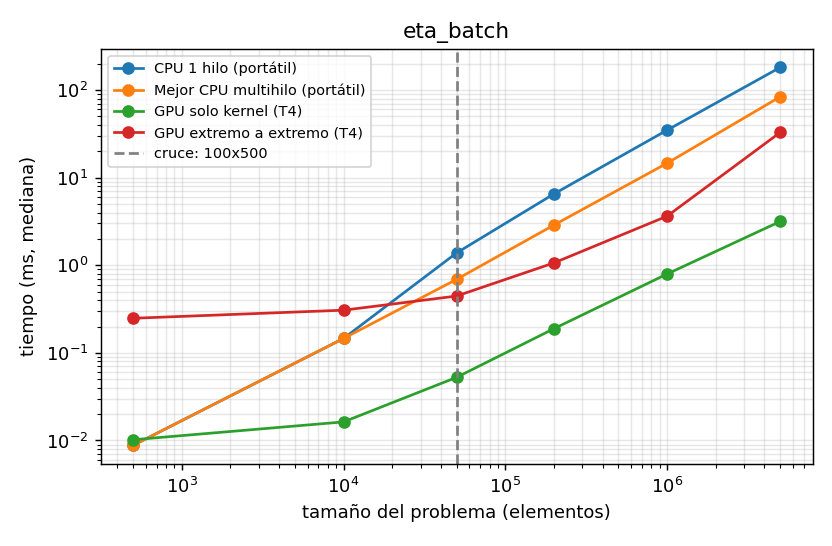 eta_batch
CPU 1 hilo (portátil)
Mejor CPU multihilo (portátil)
GPU solo kernel (T4)
GPU extremo a extremo (T4)
cruce: 100x500
tiempo (ms, mediana)
10²
10¹
10⁰
10⁻¹
10⁻²
10³
10⁴
10⁵
10⁶
tamaño del problema (elementos)